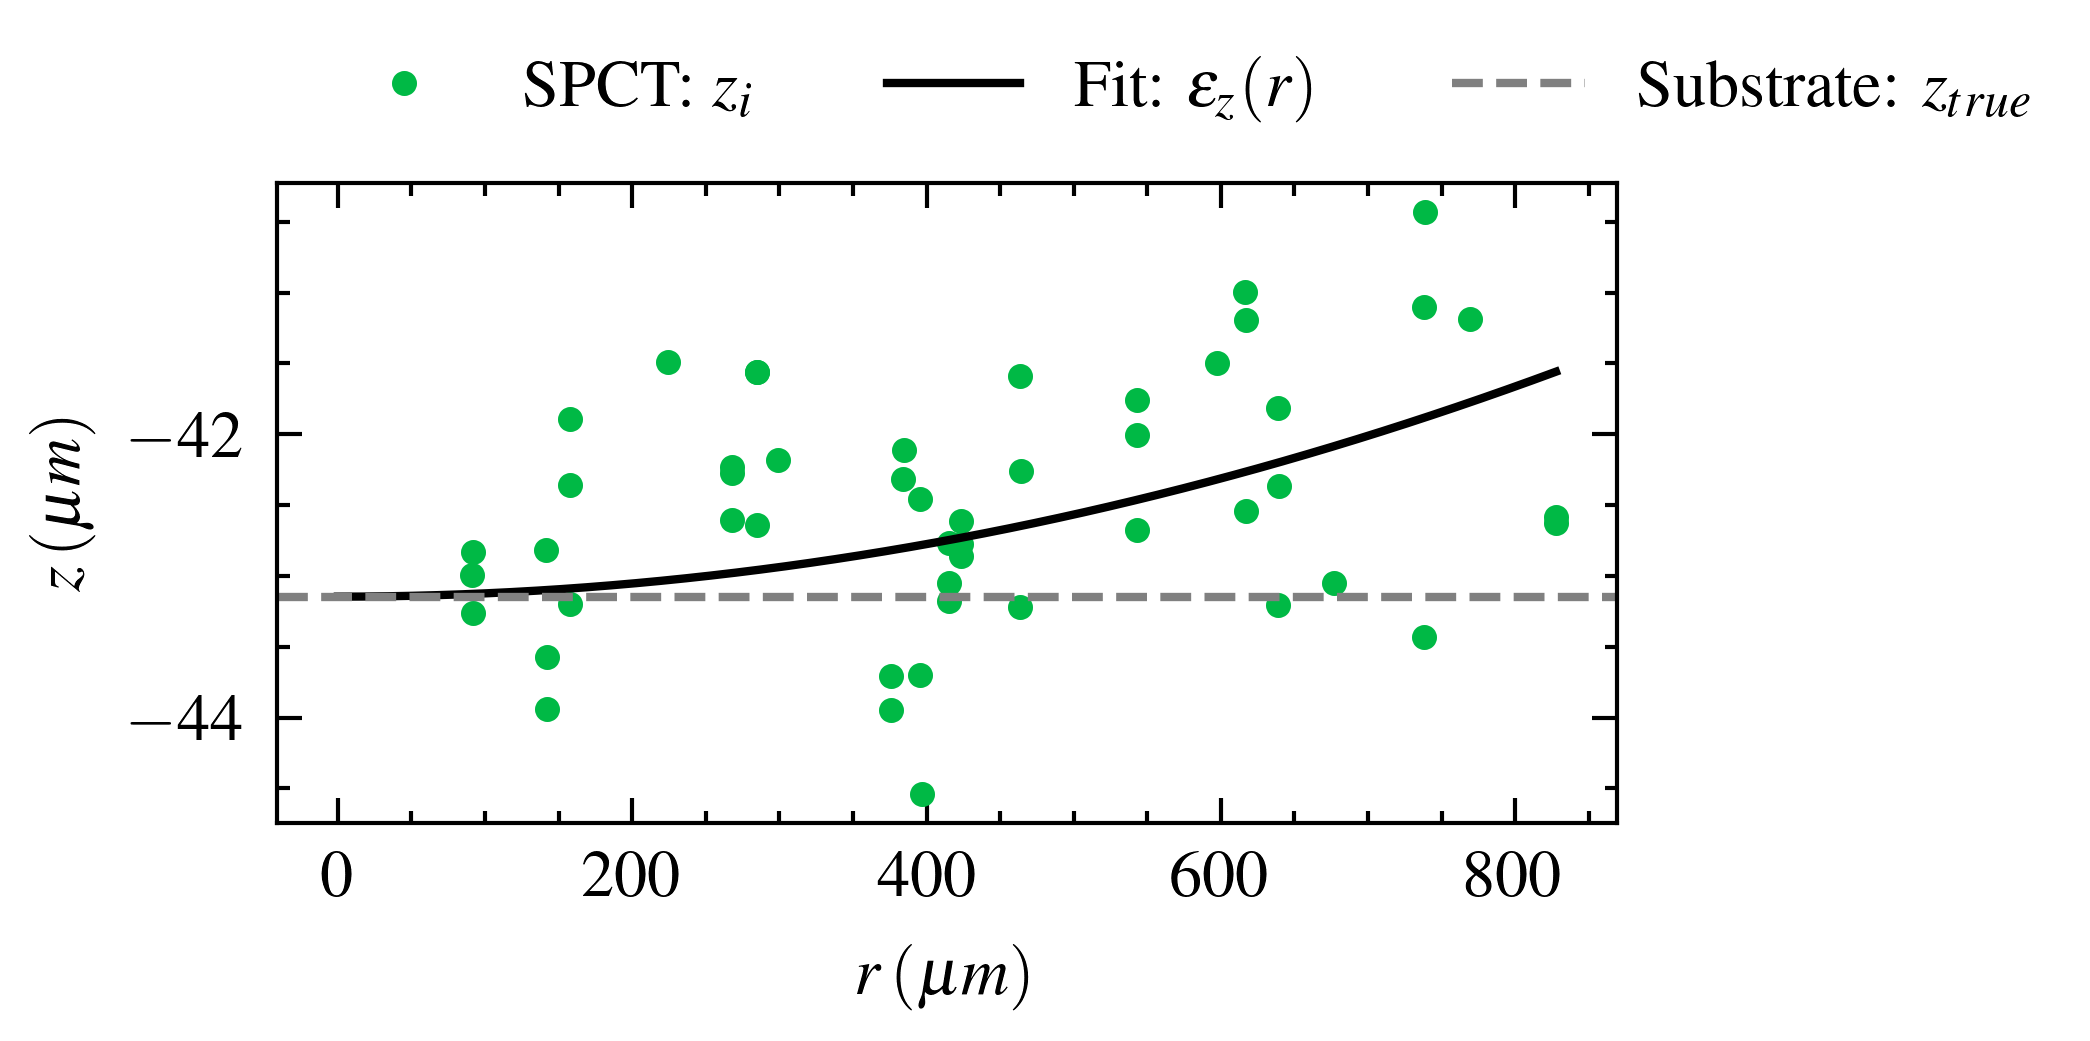 SPCT: z_i Fit: ε_z(r) Substrate: z_true
z (μm)
−42
−44
0 200 400 600 800
r (μm)